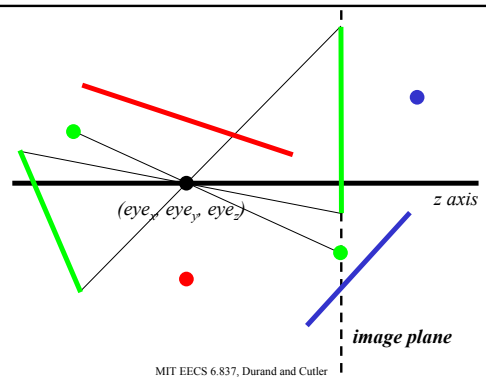 z axis
(eyex, eyey, eyez)
image plane
MIT EECS 6.837, Durand and Cutler